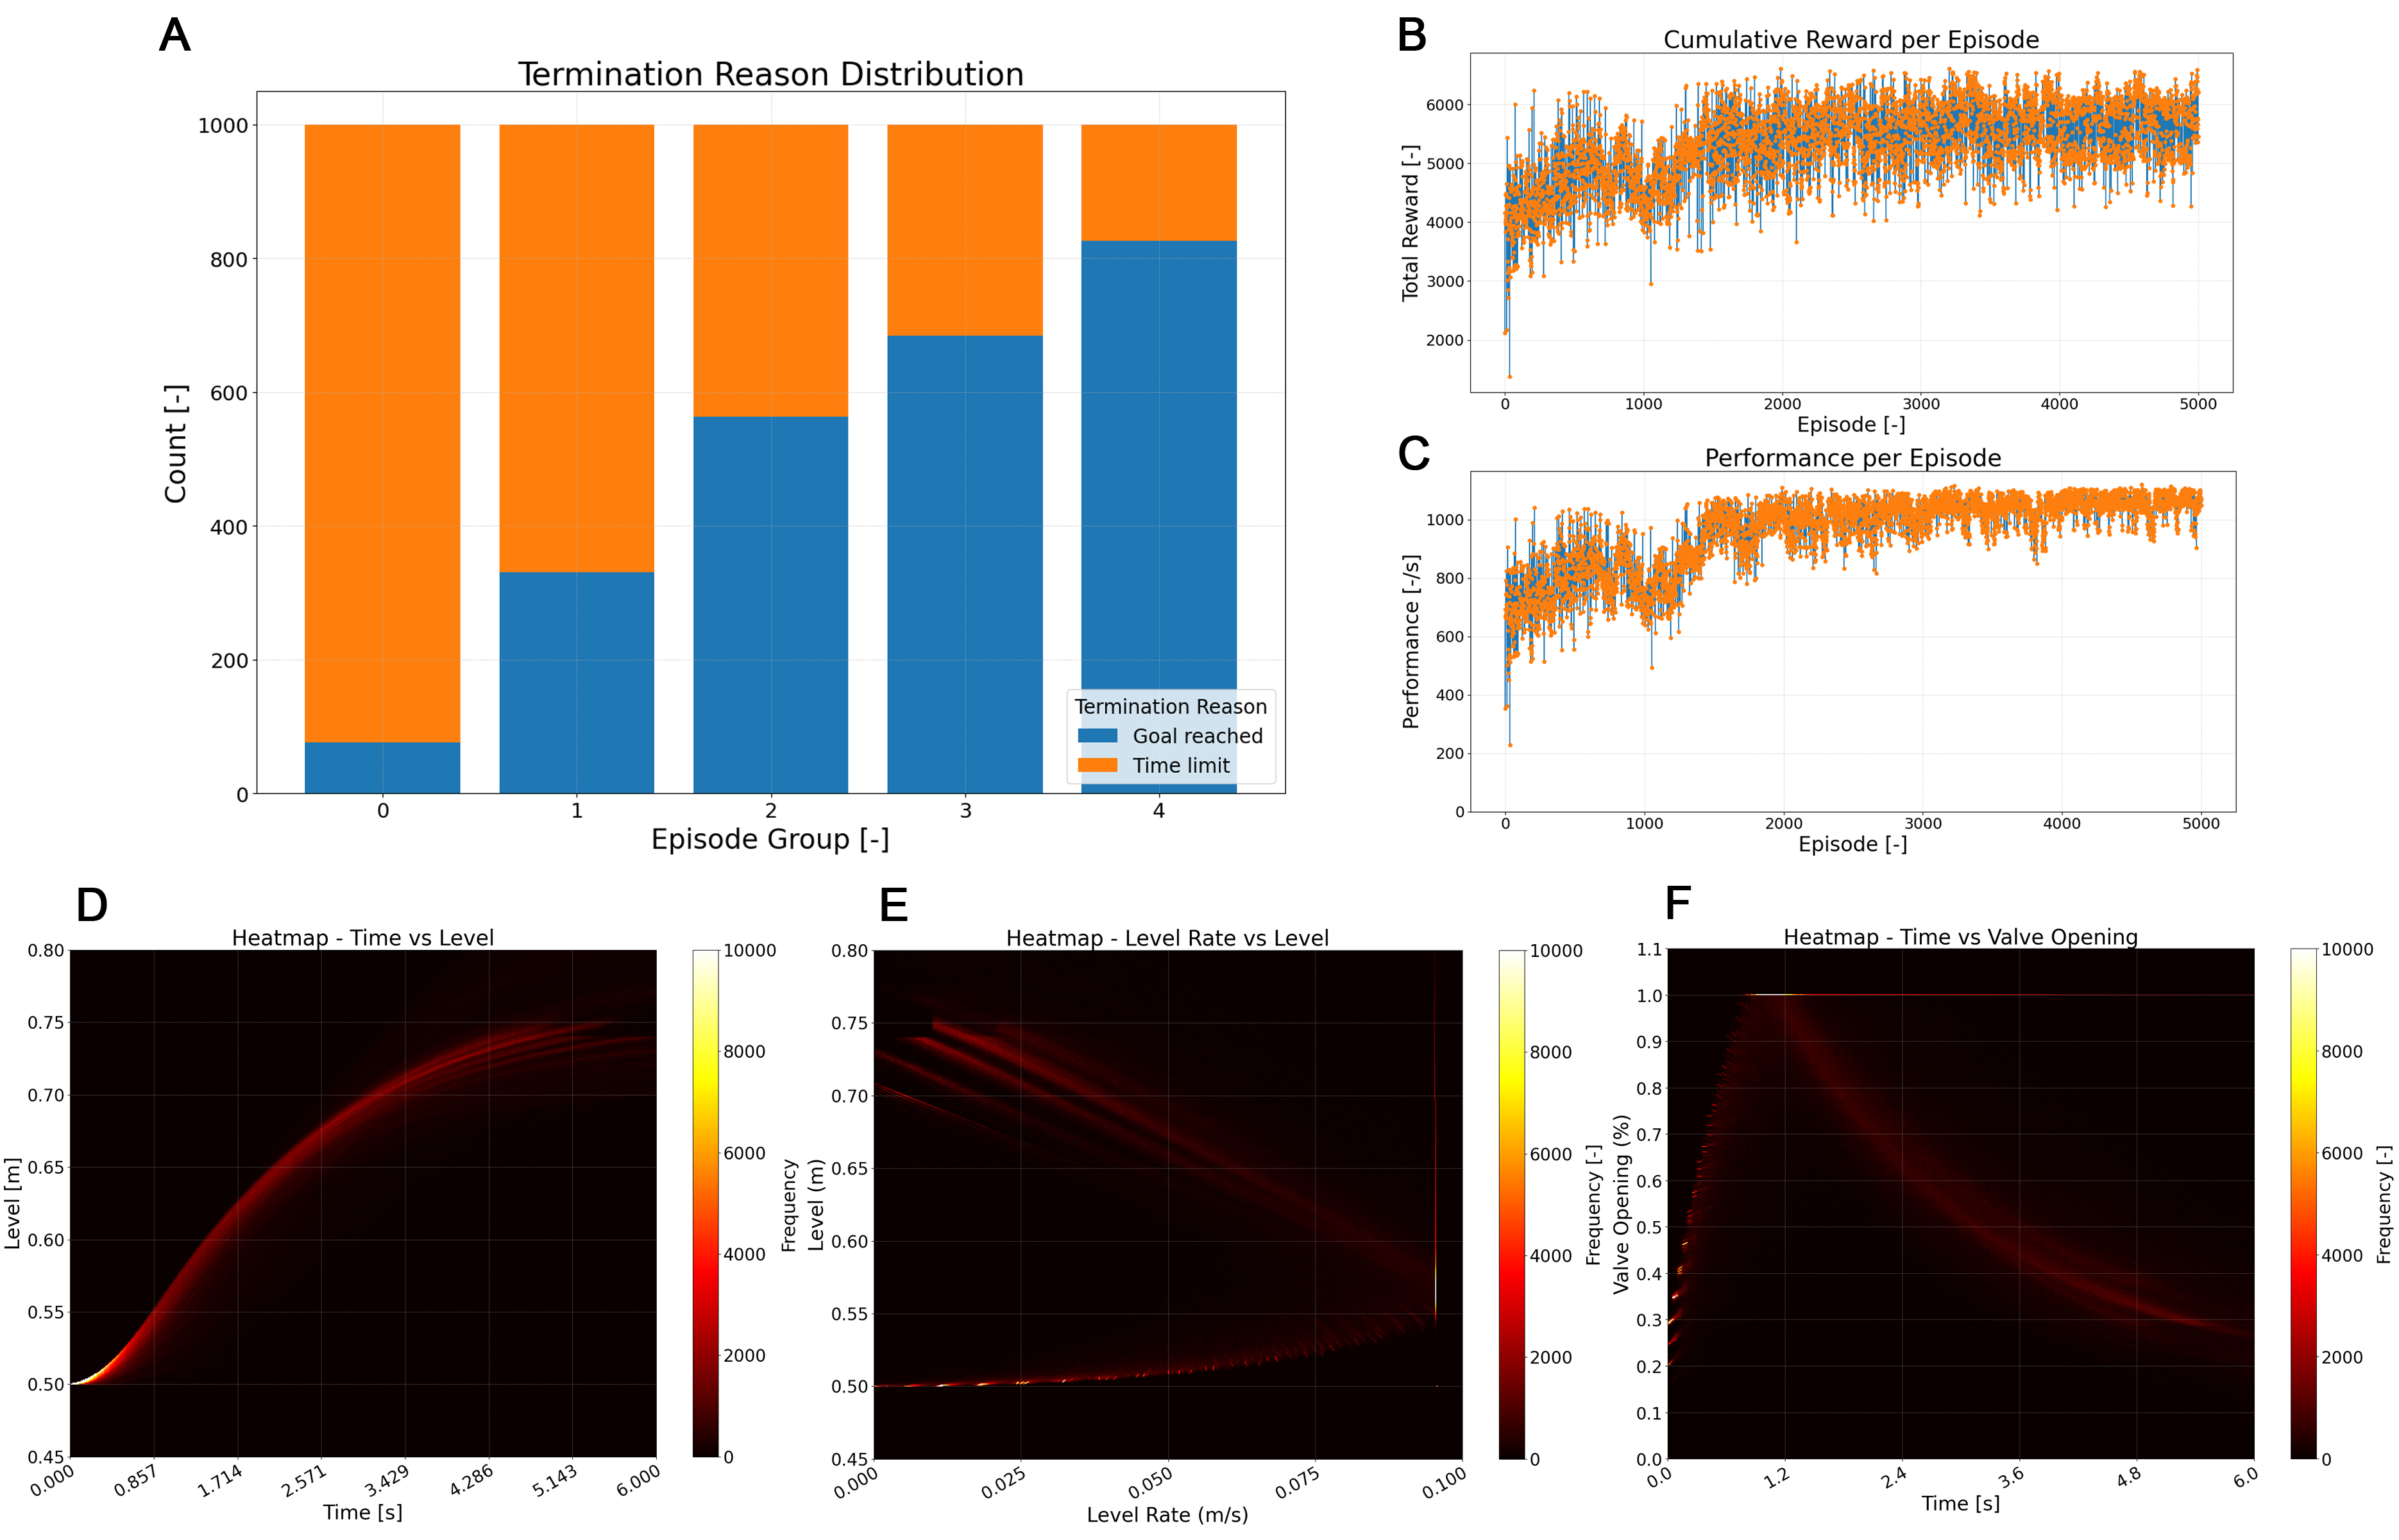 A
Termination Reason Distribution
1000
800
600
400
200
0
Count [-]
0 1 2 3 4
Episode Group [-]
Termination Reason
Goal reached
Time limit
B
Cumulative Reward per Episode
6000
5000
4000
3000
2000
Total Reward [-]
0 1000 2000 3000 4000 5000
Episode [-]
C
Performance per Episode
1000
800
600
400
200
0
Performance [-/s]
0 1000 2000 3000 4000 5000
Episode [-]
D
Heatmap - Time vs Level
0.80
0.75
0.70
0.65
0.60
0.55
0.50
0.45
Level [m]
0.000 0.857 1.714 2.571 3.429 4.286 5.143 6.000
Time [s]
10000
8000
6000
4000
2000
0
Frequency
E
Heatmap - Level Rate vs Level
0.80
0.75
0.70
0.65
0.60
0.55
0.50
0.45
Level (m)
0.000 0.025 0.050 0.075 0.100
Level Rate (m/s)
10000
8000
6000
4000
2000
0
Frequency [-]
F
Heatmap - Time vs Valve Opening
1.1
1.0
0.9
0.8
0.7
0.6
0.5
0.4
0.3
0.2
0.1
0.0
Valve Opening (%)
0.0 1.2 2.4 3.6 4.8 6.0
Time [s]
10000
8000
6000
4000
2000
0
Frequency [-]